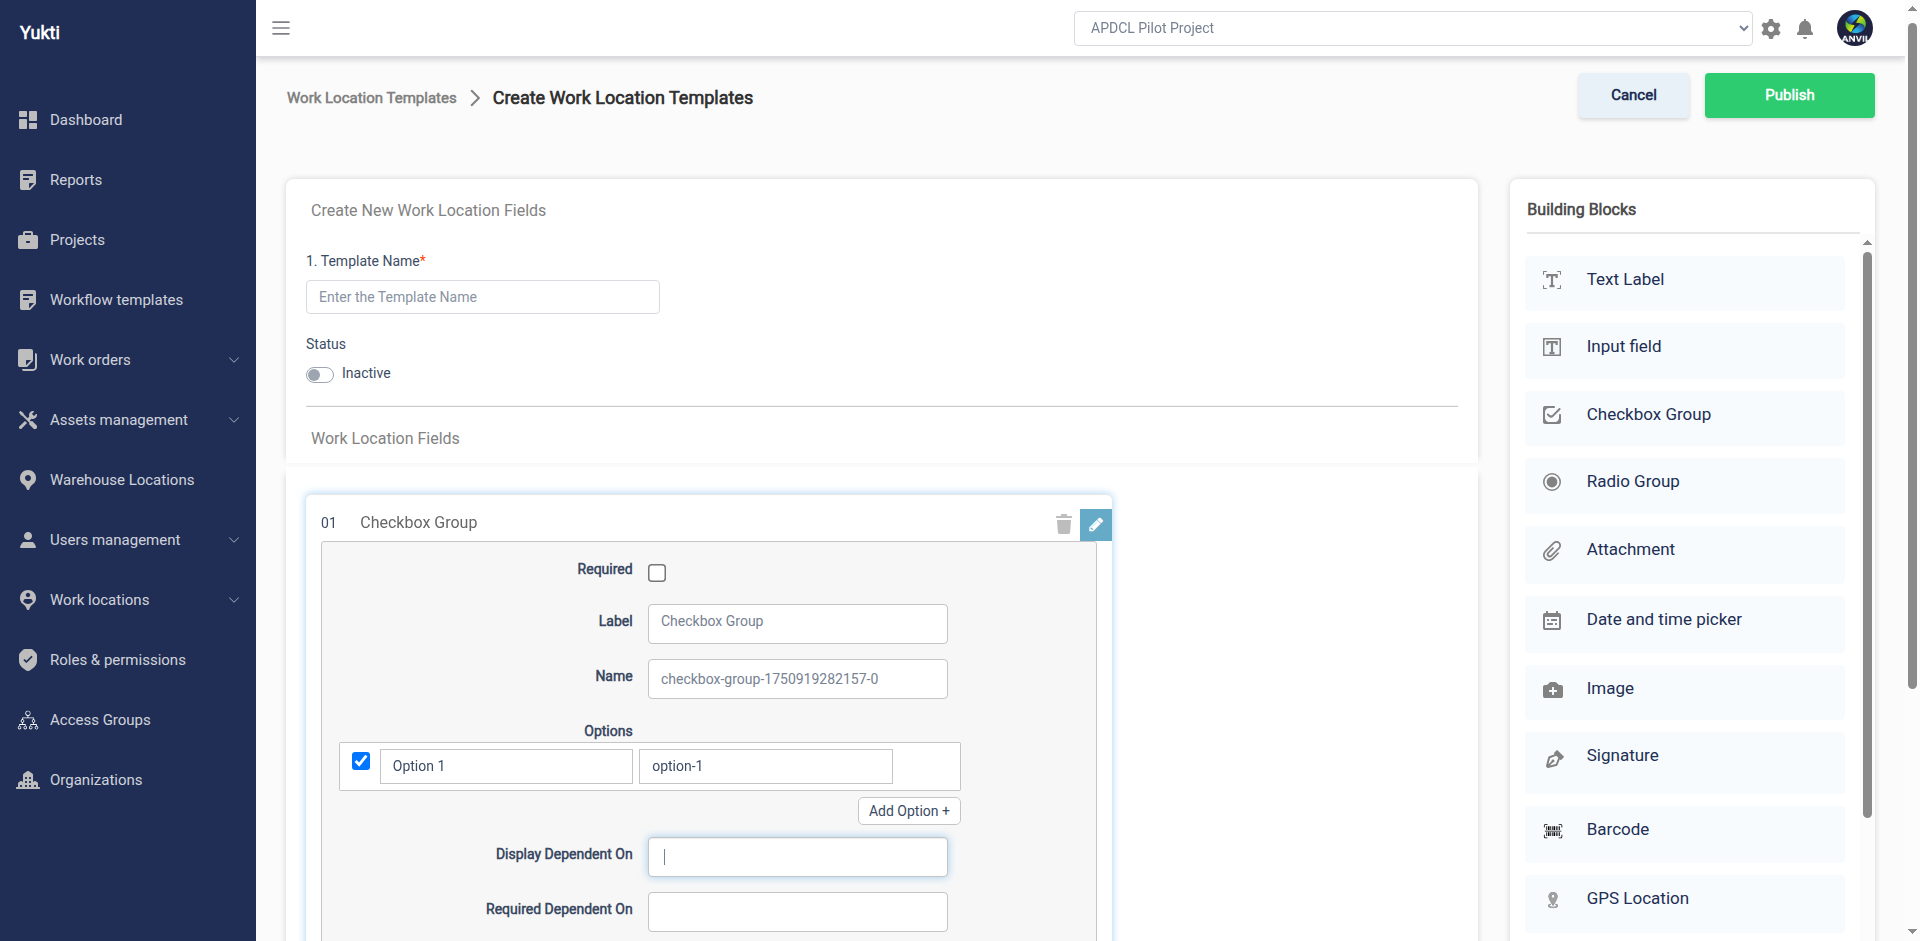 Yukti
APDCL Pilot Project
ANVIL
Work Location Templates
Create Work Location Templates
Cancel
Publish
Dashboard
Reports
Projects
Workflow templates
Work orders
Assets management
Warehouse Locations
Users management
Work locations
Roles & permissions
Access Groups
Organizations
Create New Work Location Fields
1. Template Name*
Enter the Template Name
Status
Inactive
Work Location Fields
01 Checkbox Group
Required
Label Checkbox Group
Name checkbox-group-1750919282157-0
Options
Option 1 option-1
Add Option +
Display Dependent On
Required Dependent On
Building Blocks
Text Label
Input field
Checkbox Group
Radio Group
Attachment
Date and time picker
Image
Signature
Barcode
GPS Location